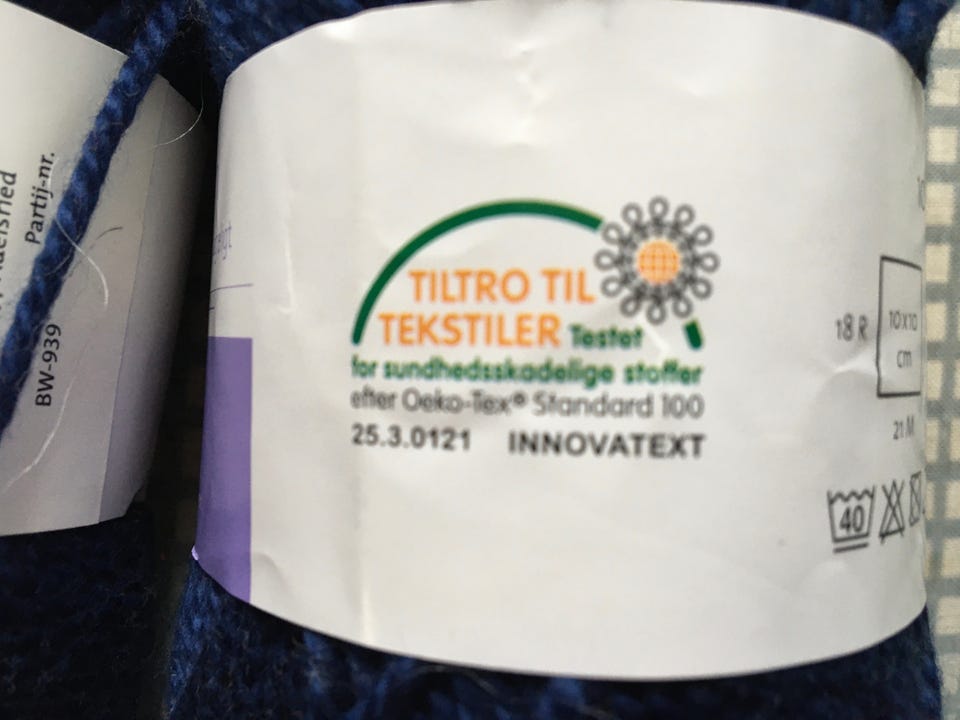 Partij-nr.
BW-939
TILTRO TIL
TEKSTILER Testet
for sundhedsskadelige stoffer
efter Oeko-Tex® Standard 100
25.3.0121 INNOVATEXT
18 R
10x10
cm
21 M
40